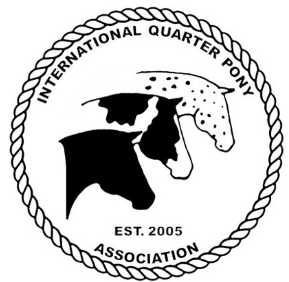 INTERNATIONAL QUARTER PONY
EST. 2005
ASSOCIATION